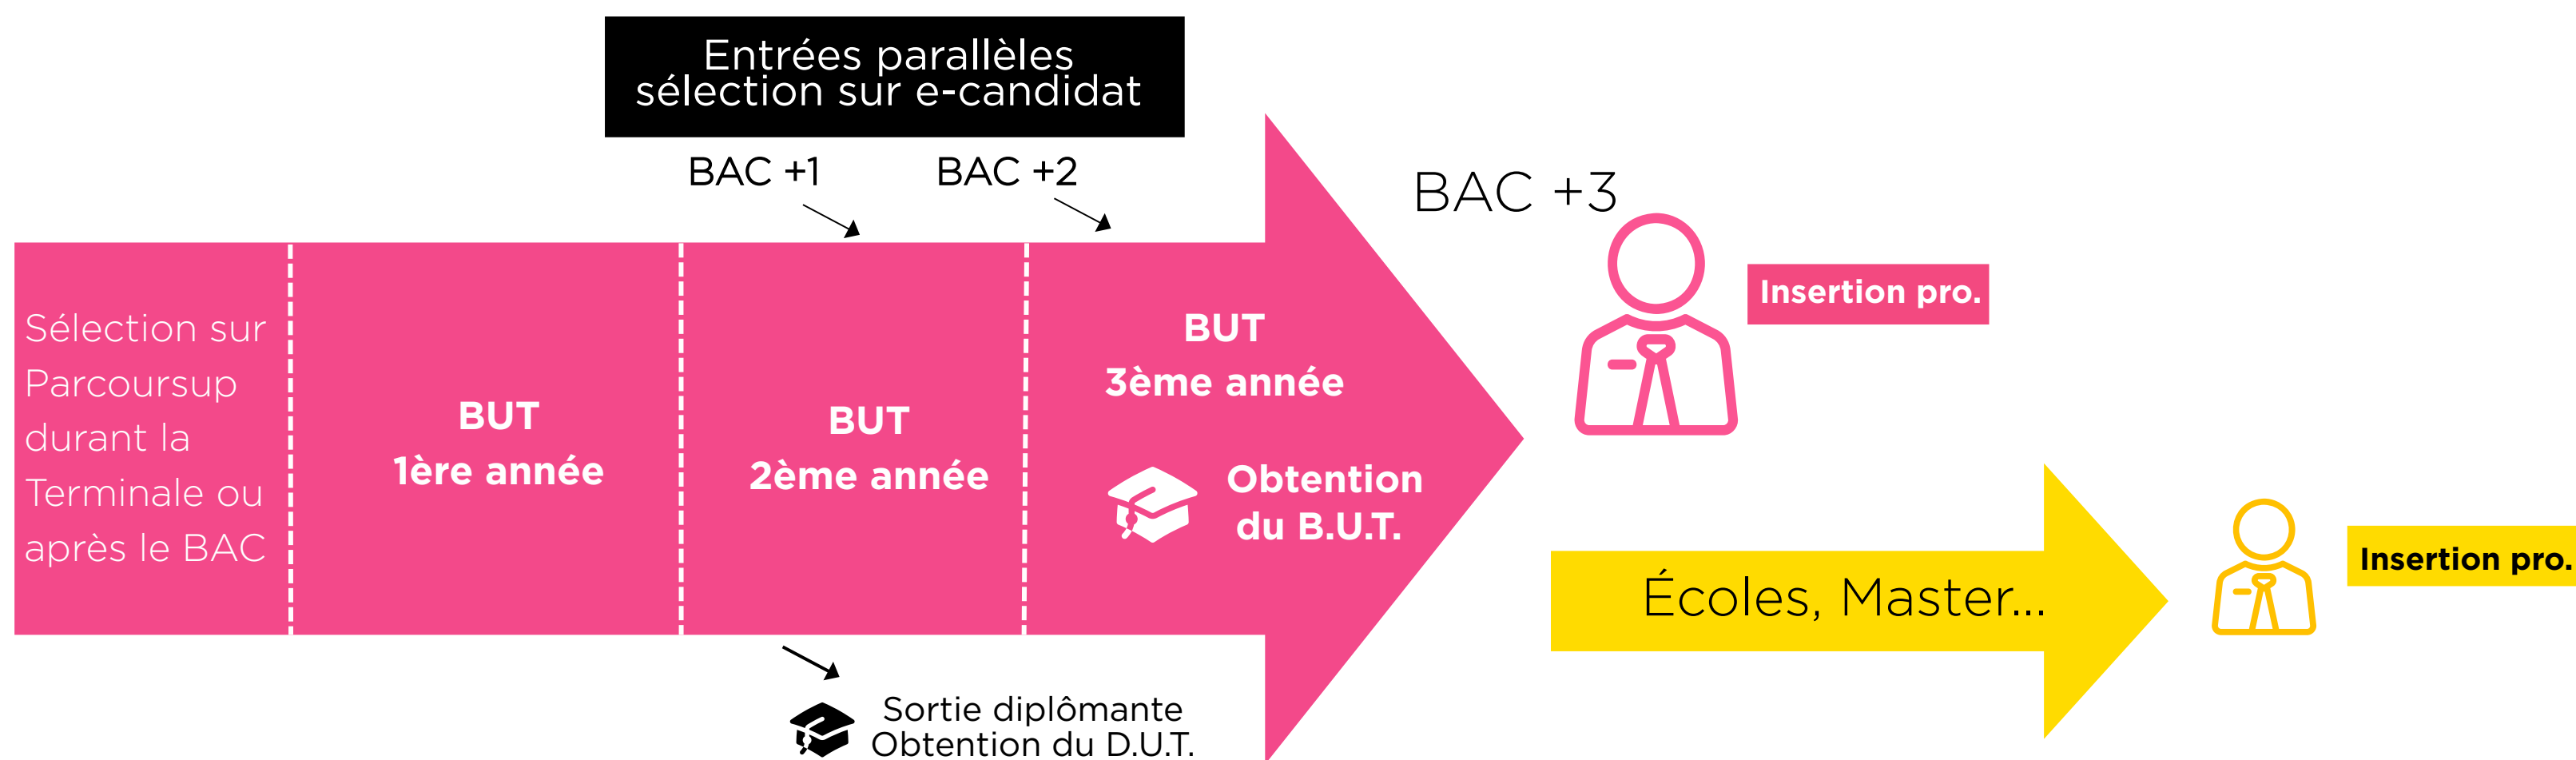 Entrées parallèles
sélection sur e-candidat
BAC +1
BAC +2
BAC +3
Sélection sur
Parcoursup
durant la
Terminale ou
après le BAC
BUT
1ère année
BUT
2ème année
BUT
3ème année
Obtention
du B.U.T.
Insertion pro.
Écoles, Master...
Insertion pro.
Sortie diplômante
Obtention du D.U.T.